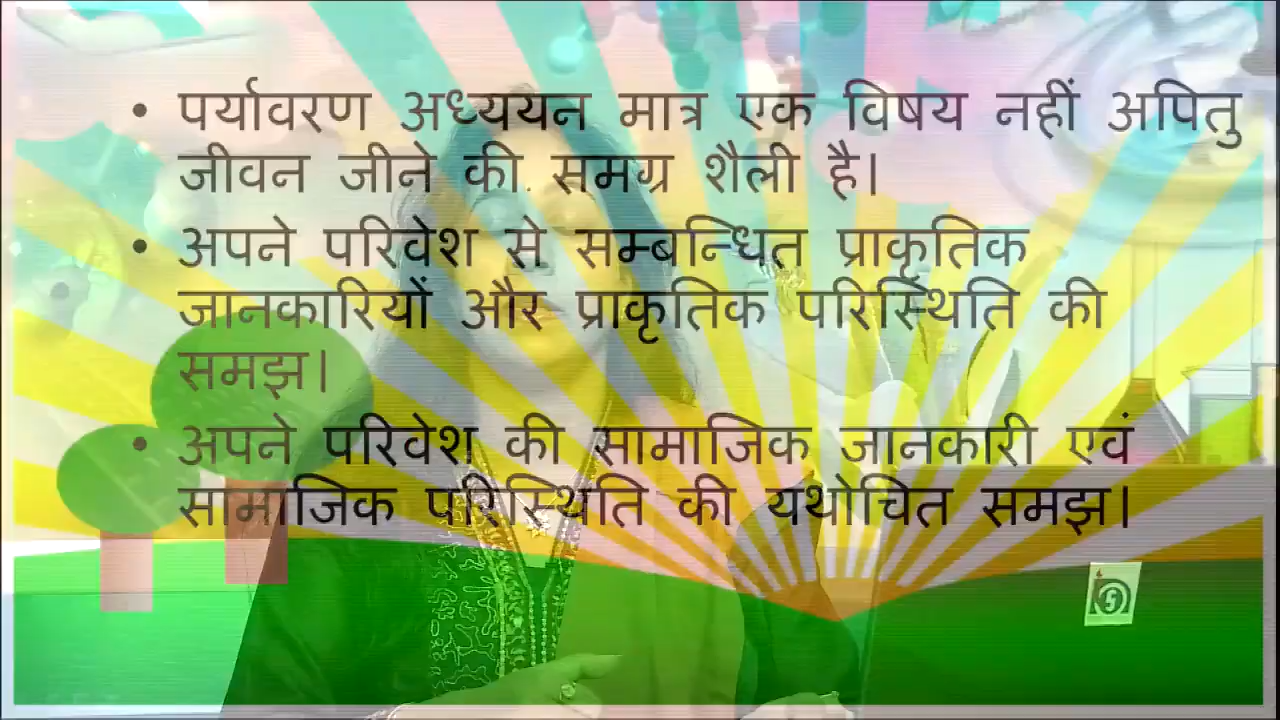 • पर्यावरण अध्ययन मात्र एक विषय नहीं अपितु
जीवन जीने की समग्र शैली है।
• अपने परिवेश से सम्बन्धित प्राकृतिक
जानकारियों और प्राकृतिक परिस्थिति की
समझ।
• अपने परिवेश की सामाजिक जानकारी एवं
सामाजिक परिस्थिति की यथोचित समझ।